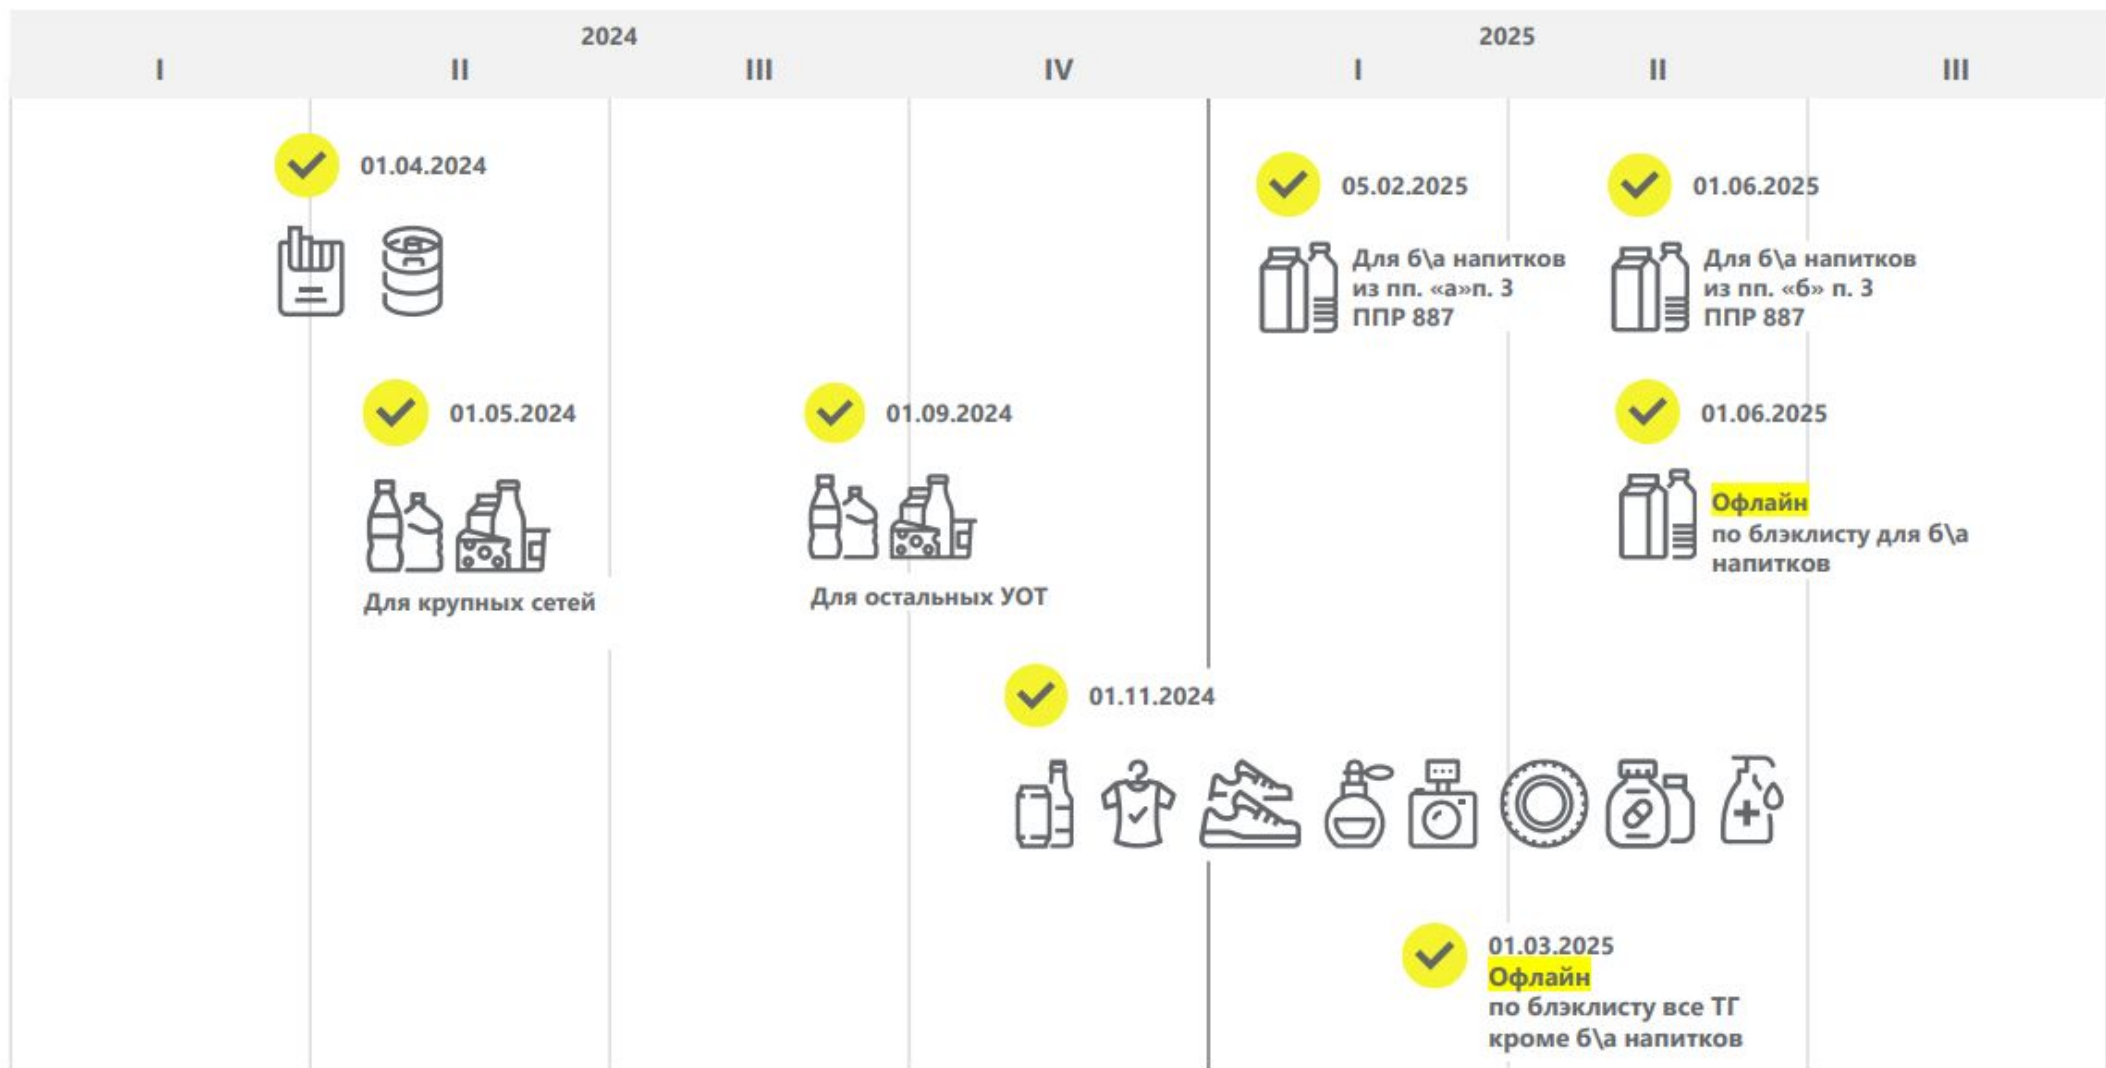 2024
2025
I
II
III
IV
I
II
III
01.04.2024
05.02.2025
Для б\а напитков
из пп. «а»п. 3
ППР 887
01.06.2025
Для б\а напитков
из пп. «б» п. 3
ППР 887
01.05.2024
Для крупных сетей
01.09.2024
Для остальных УОТ
01.06.2025
Офлайн
по блэклисту для б\а
напитков
01.11.2024
01.03.2025
Офлайн
по блэклисту все ТГ
кроме б\а напитков